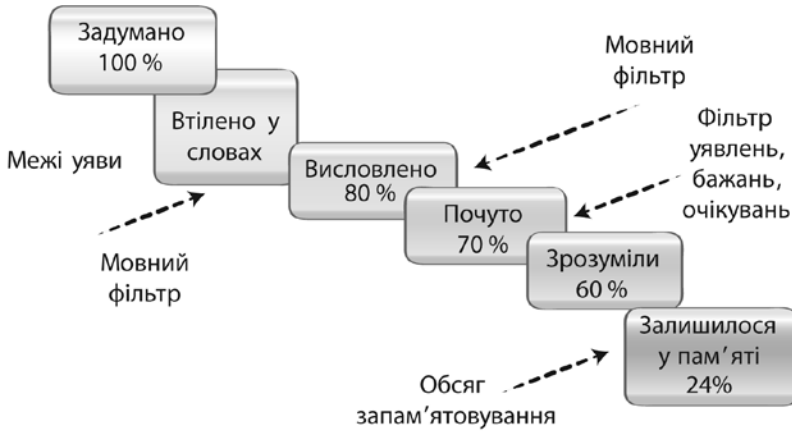 Задумано
100 %
Втілено у
словах
Межі уяви
Мовний
фільтр
Висловлено
80 %
Мовний
фільтр
Почуто
70 %
Фільтр
уявлень,
бажань,
очікувань
Зрозуміли
60 %
Залишилося
у пам′яті
24%
Обсяг
запам’ятовування